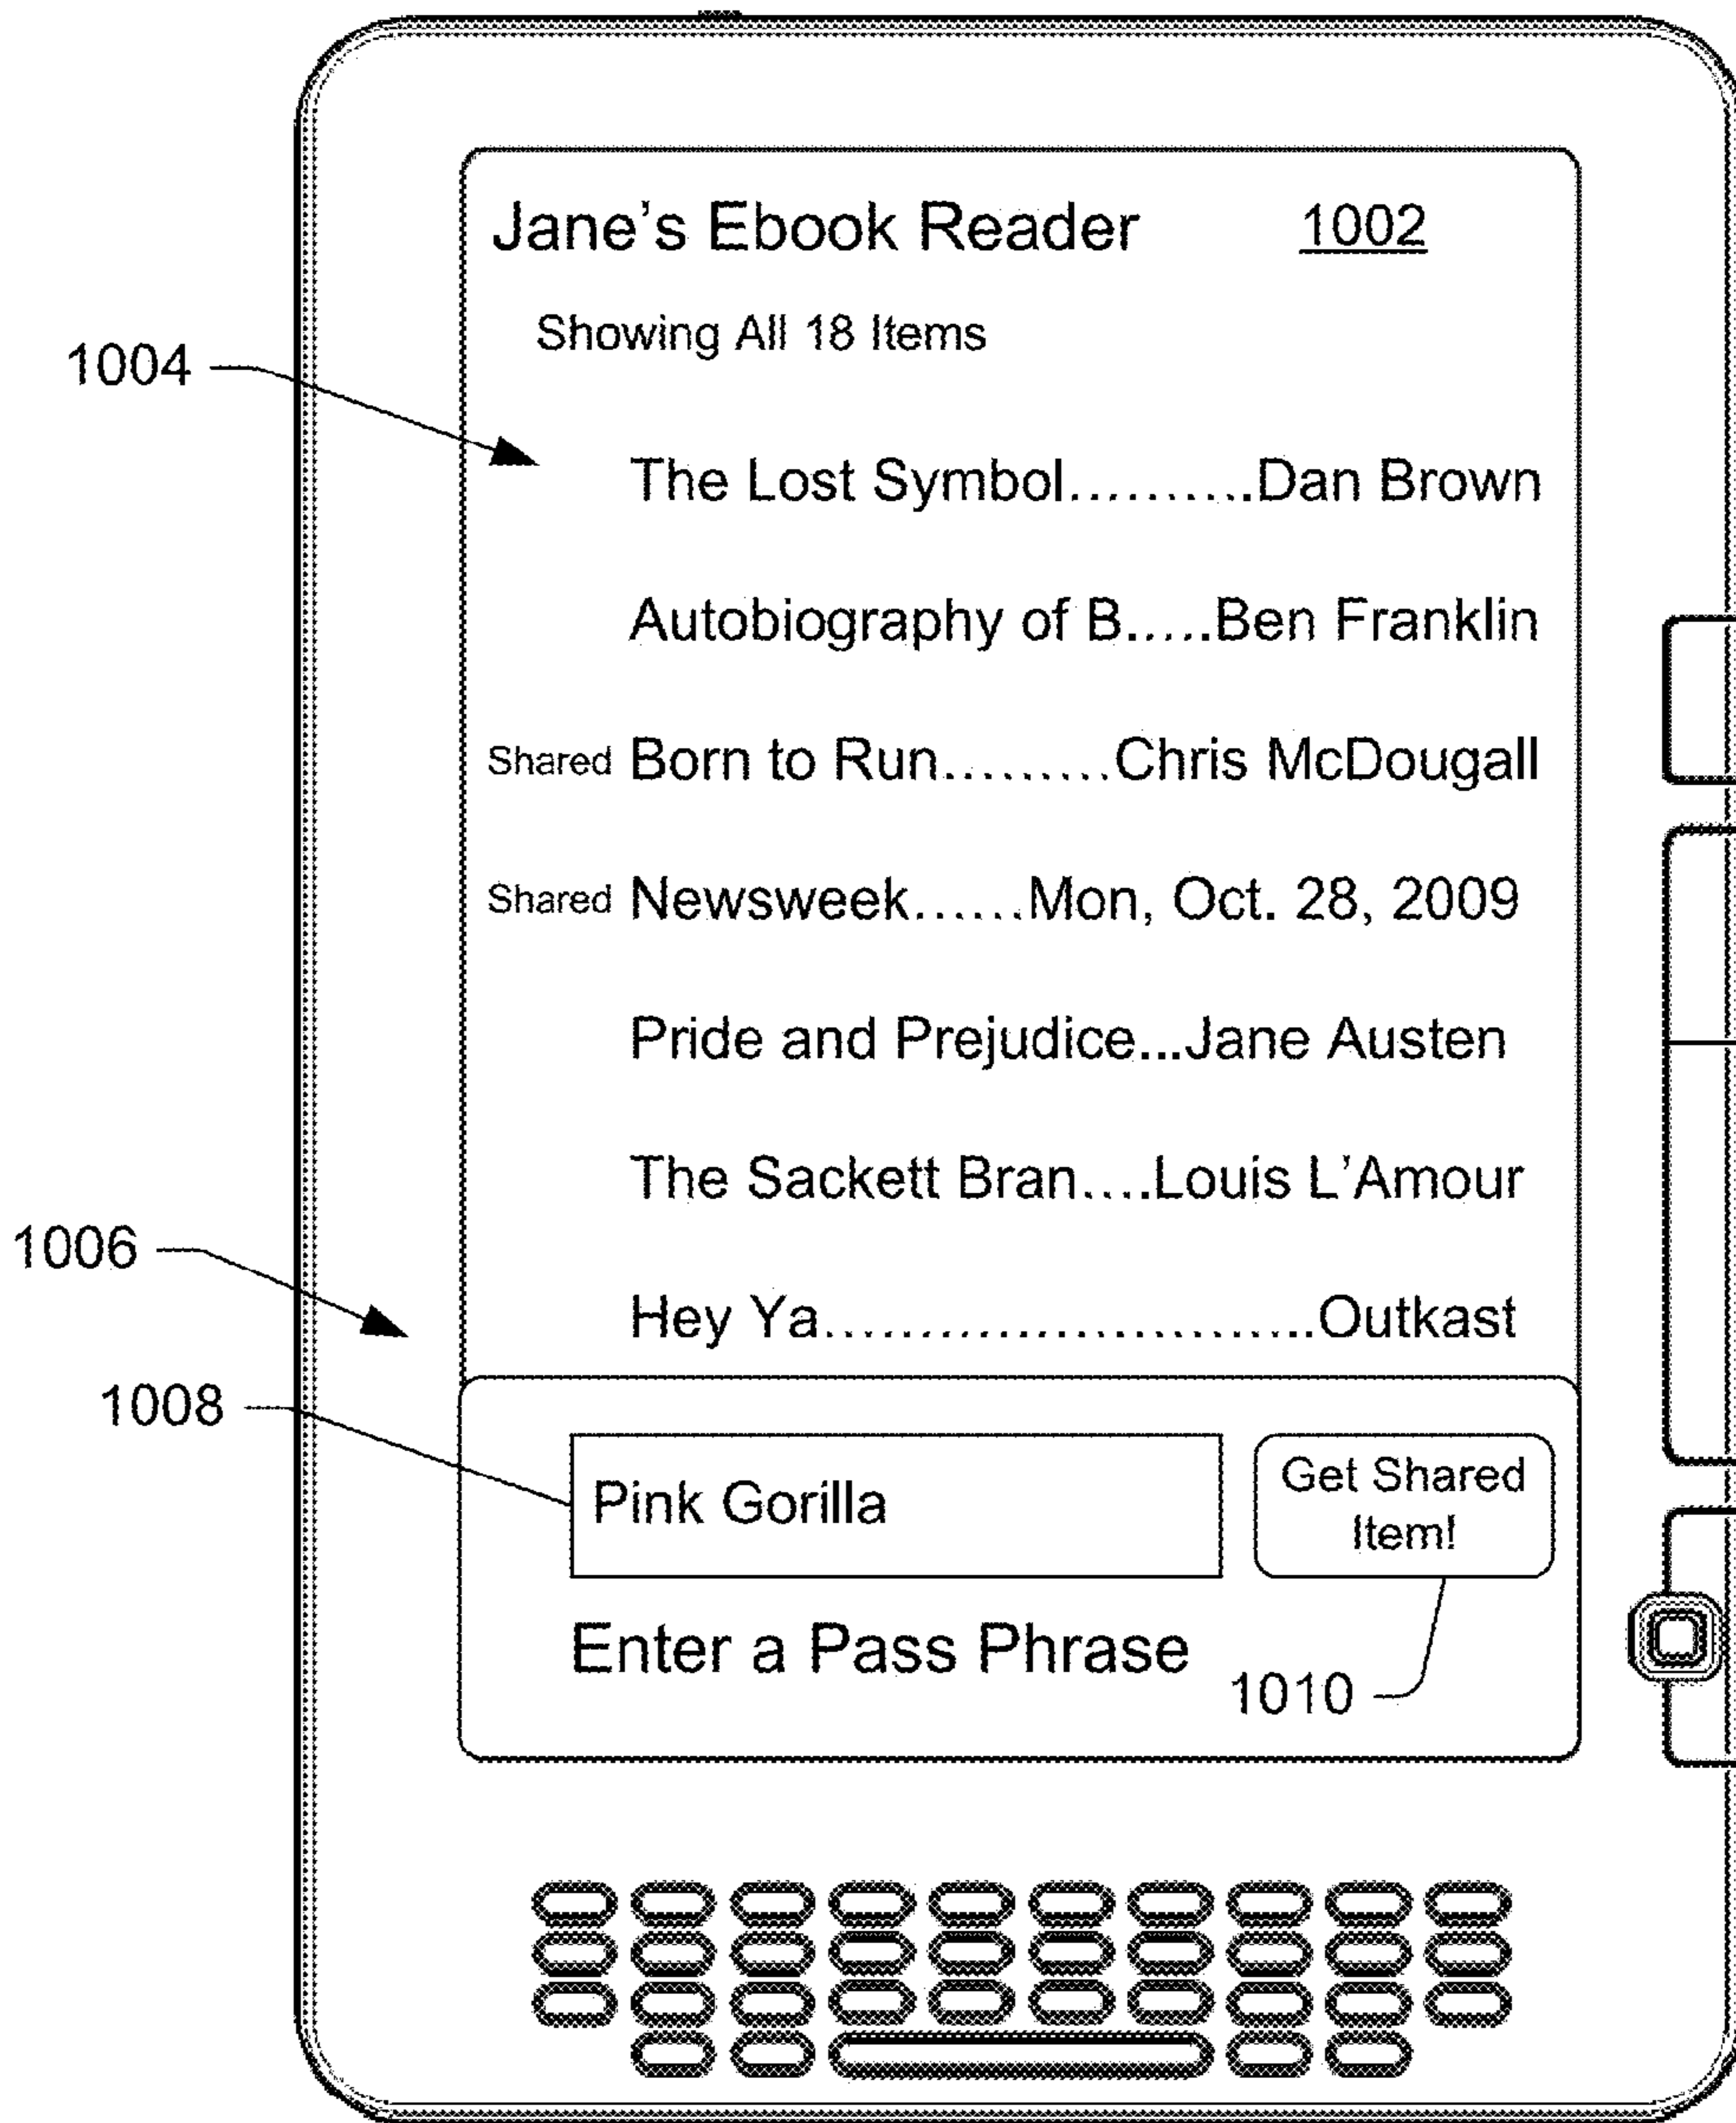 Jane's Ebook Reader 1002
Showing All 18 Items
1004
The Lost Symbol..........Dan Brown
Autobiography of B.....Ben Franklin
Shared Born to Run.........Chris McDougall
Shared Newsweek......Mon, Oct. 28, 2009
Pride and Prejudice...Jane Austen
The Sackett Bran....Louis L'Amour
1006
Hey Ya..........................Outkast
1008
Pink Gorilla
Get Shared
Item!
Enter a Pass Phrase
1010